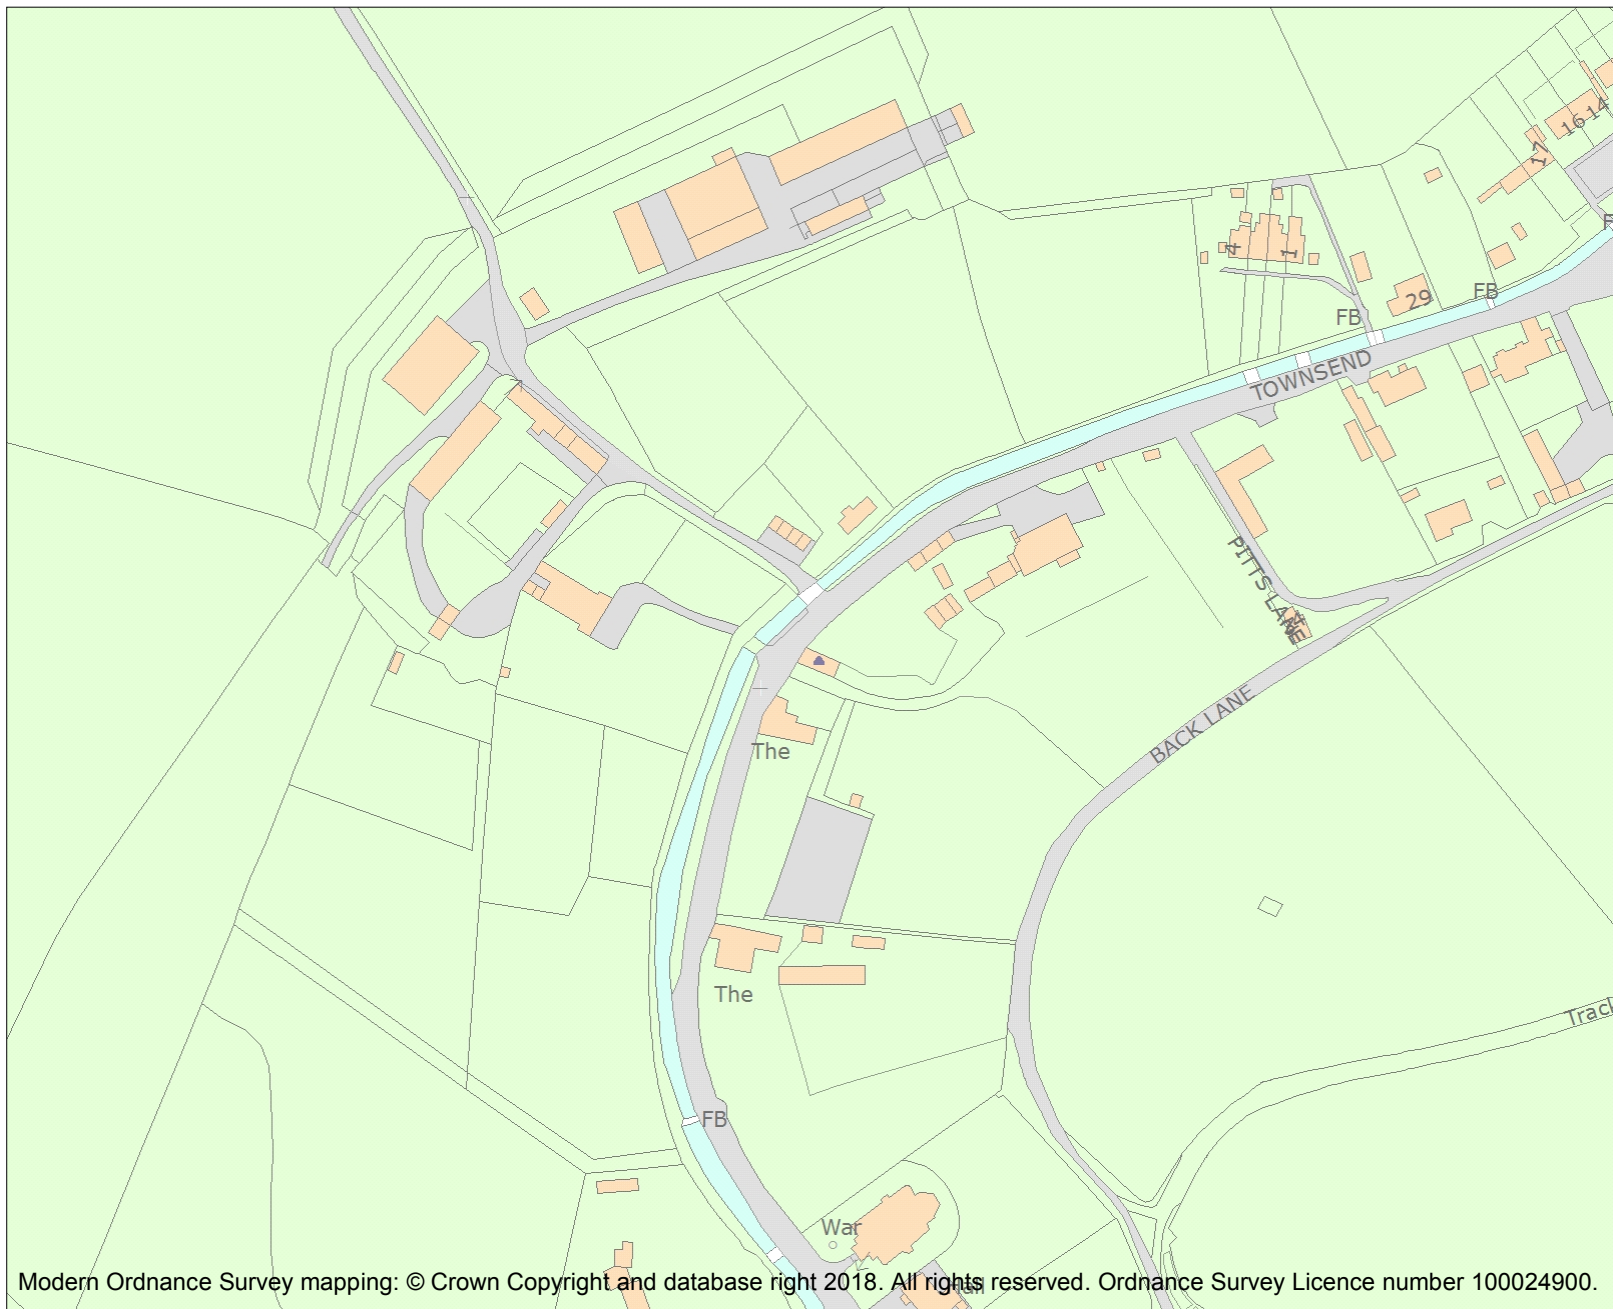 14
16
17
4
1
29
FB
FB
TOWNSEND
PITTS LANE
BACK LANE
The
The
Track
FB
War
Modern Ordnance Survey mapping: © Crown Copyright and database right 2018. All rights reserved. Ordnance Survey Licence number 100024900.